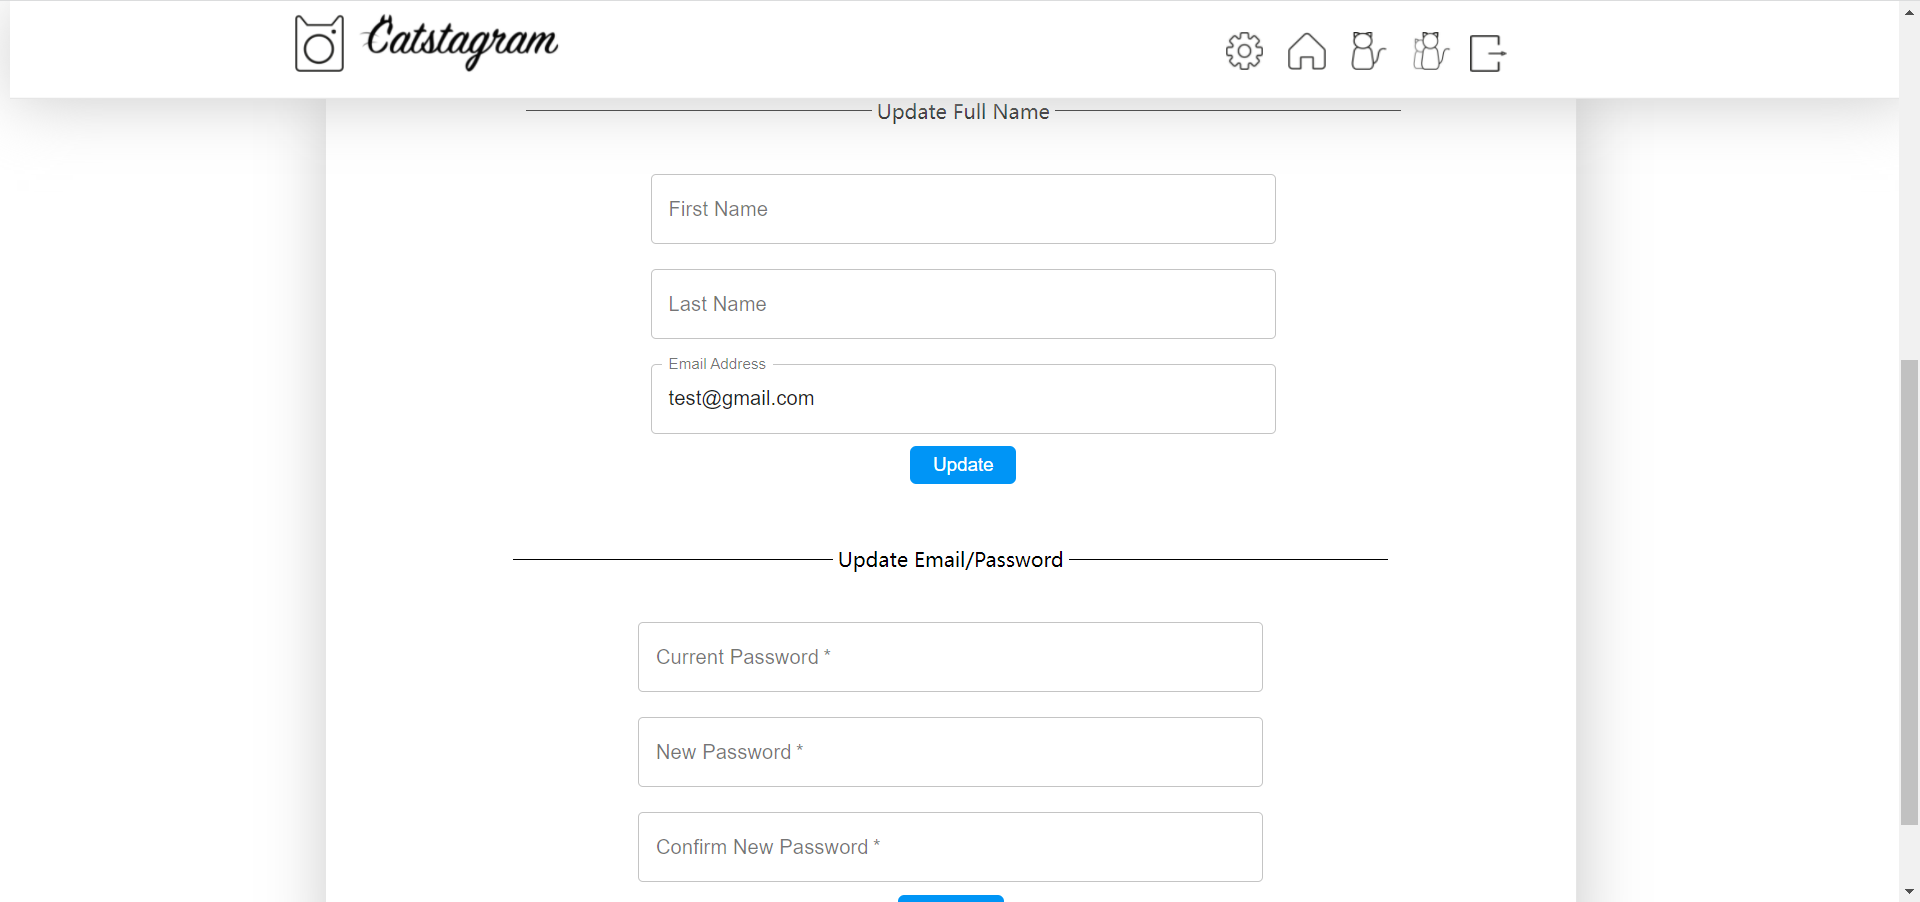 Catstagram
Update Full Name
First Name
Last Name
Email Address
test@gmail.com
Update
Update Email/Password
Current Password *
New Password *
Confirm New Password *